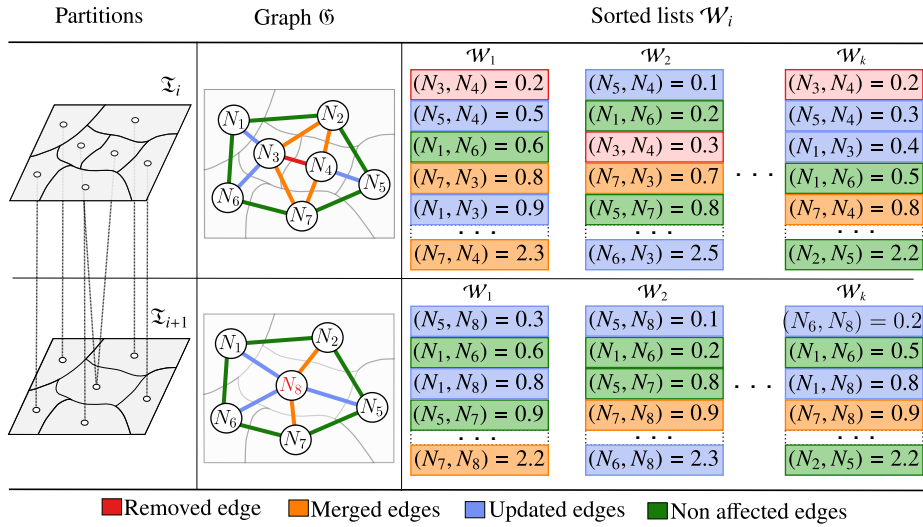 Partitions Graph 𝔊 Sorted lists 𝒲i
𝔗i
N1 N2 N3 N4 N5 N6 N7
𝒲1 𝒲2 𝒲k
(N3, N4) = 0.2 (N5, N4) = 0.1 (N3, N4) = 0.2
(N5, N4) = 0.5 (N1, N6) = 0.2 (N5, N4) = 0.3
(N1, N6) = 0.6 (N3, N4) = 0.3 (N1, N3) = 0.4
(N7, N3) = 0.8 (N7, N3) = 0.7 . . . (N1, N6) = 0.5
(N1, N3) = 0.9 (N5, N7) = 0.8 (N7, N4) = 0.8
. . . . . . . . .
(N7, N4) = 2.3 (N6, N3) = 2.5 (N2, N5) = 2.2
𝔗i+1
N1 N2 N8 N5 N6 N7
𝒲1 𝒲2 𝒲k
(N5, N8) = 0.3 (N5, N8) = 0.1 (N6, N8) = 0.2
(N1, N6) = 0.6 (N1, N6) = 0.2 (N1, N6) = 0.5
(N1, N8) = 0.8 (N5, N7) = 0.8 . . . (N1, N8) = 0.8
(N5, N7) = 0.9 (N7, N8) = 0.9 (N7, N8) = 0.9
. . . . . . . . .
(N7, N8) = 2.2 (N6, N8) = 2.3 (N2, N5) = 2.2
Removed edge Merged edges Updated edges Non affected edges